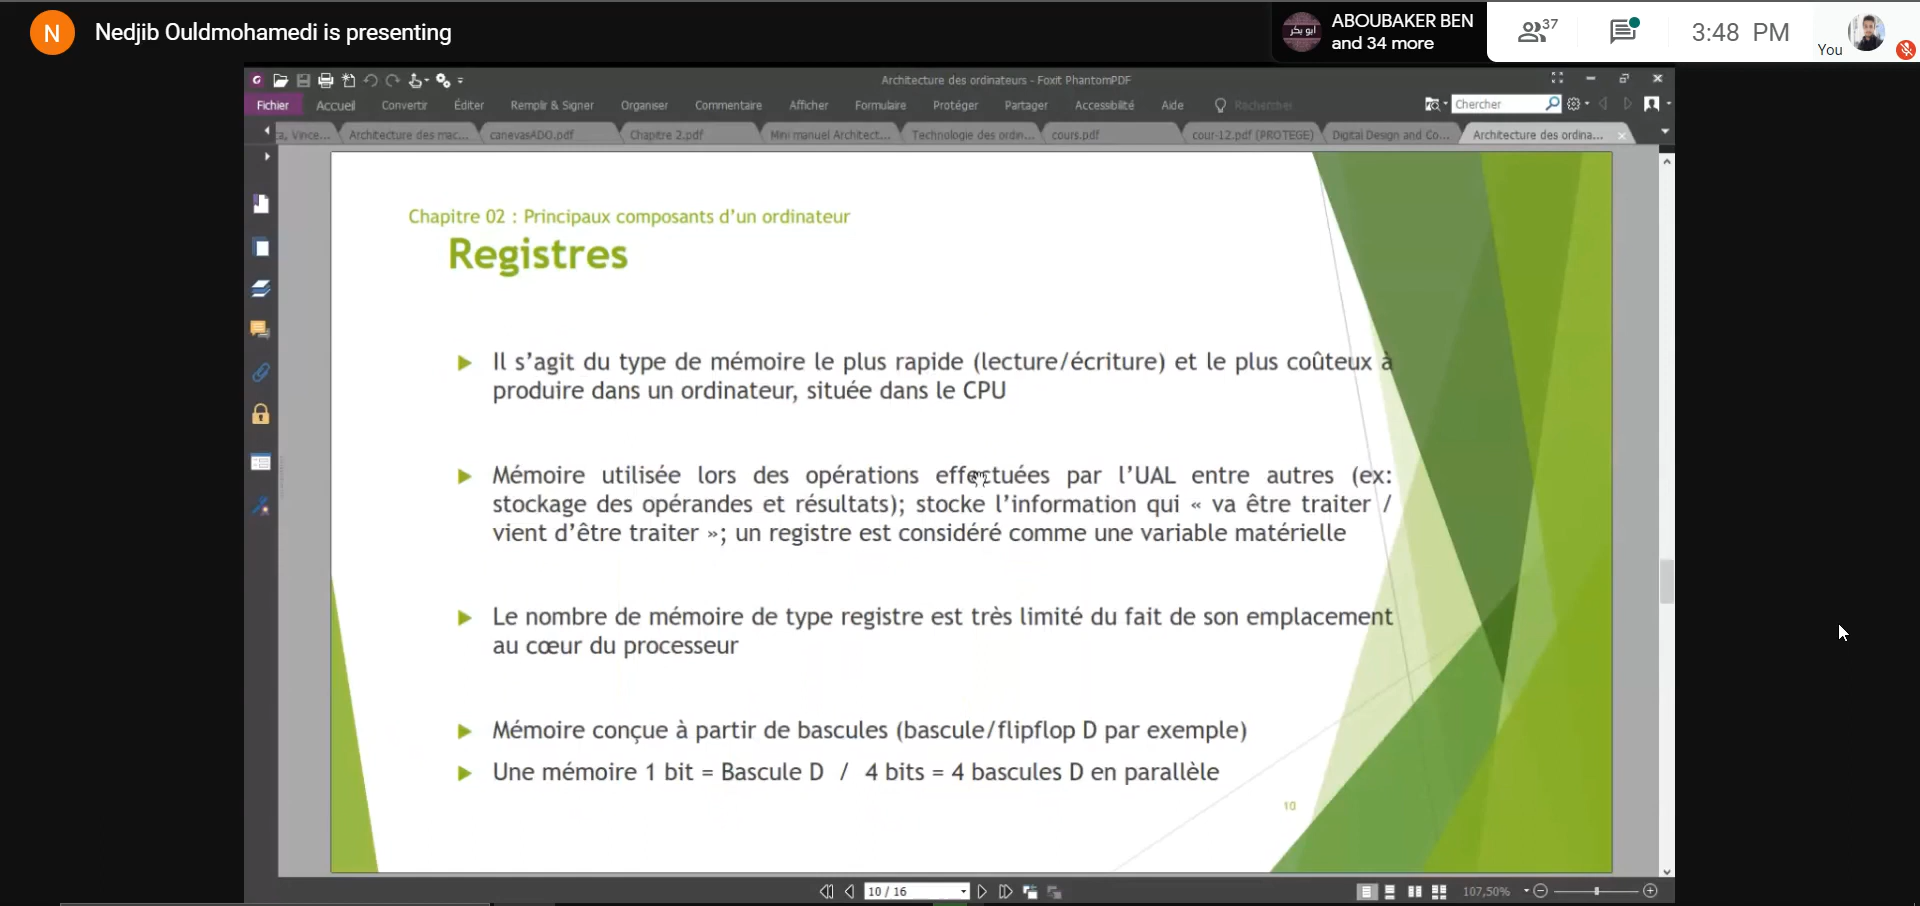 N
Nedjib Ouldmohamedi is presenting
ابو بكر
ABOUBAKER BEN
and 34 more
37
3:48 PM
You
Architecture des ordinateurs - Foxit PhantomPDF
Fichier Accueil Convertir Éditer Remplir & Signer Organiser Commentaire Afficher Formulaire Protéger Partager Accessibilité Aide Rechercher Chercher
ta, Vince... Architecture des mac... canevasADO.pdf Chapitre 2.pdf Mini manuel Architect... Technologie des ordin... cours.pdf cour-12.pdf (PROTEGE) Digital Design and Co... Architecture des ordina...
Chapitre 02 : Principaux composants d’un ordinateur
Registres
Il s’agit du type de mémoire le plus rapide (lecture/écriture) et le plus coûteux à
produire dans un ordinateur, située dans le CPU
Mémoire utilisée lors des opérations effectuées par l’UAL entre autres (ex:
stockage des opérandes et résultats); stocke l’information qui « va être traiter /
vient d’être traiter »; un registre est considéré comme une variable matérielle
Le nombre de mémoire de type registre est très limité du fait de son emplacement
au cœur du processeur
Mémoire conçue à partir de bascules (bascule/flipflop D par exemple)
Une mémoire 1 bit = Bascule D / 4 bits = 4 bascules D en parallèle
10
10 / 16
107,50%